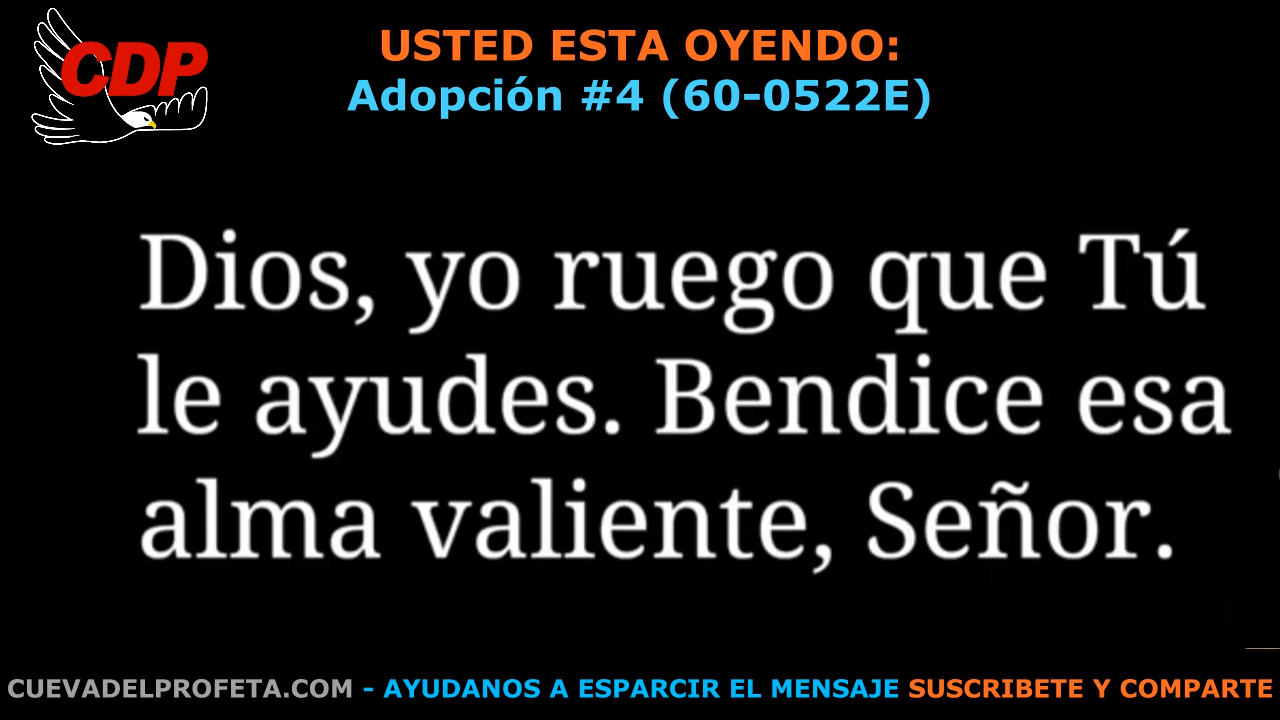 CDP
USTED ESTA OYENDO:
Adopción #4 (60-0522E)
Dios, yo ruego que Tú
le ayudes. Bendice esa
alma valiente, Señor.
CUEVADELPROFETA.COM - AYUDANOS A ESPARCIR EL MENSAJE SUSCRIBETE Y COMPARTE